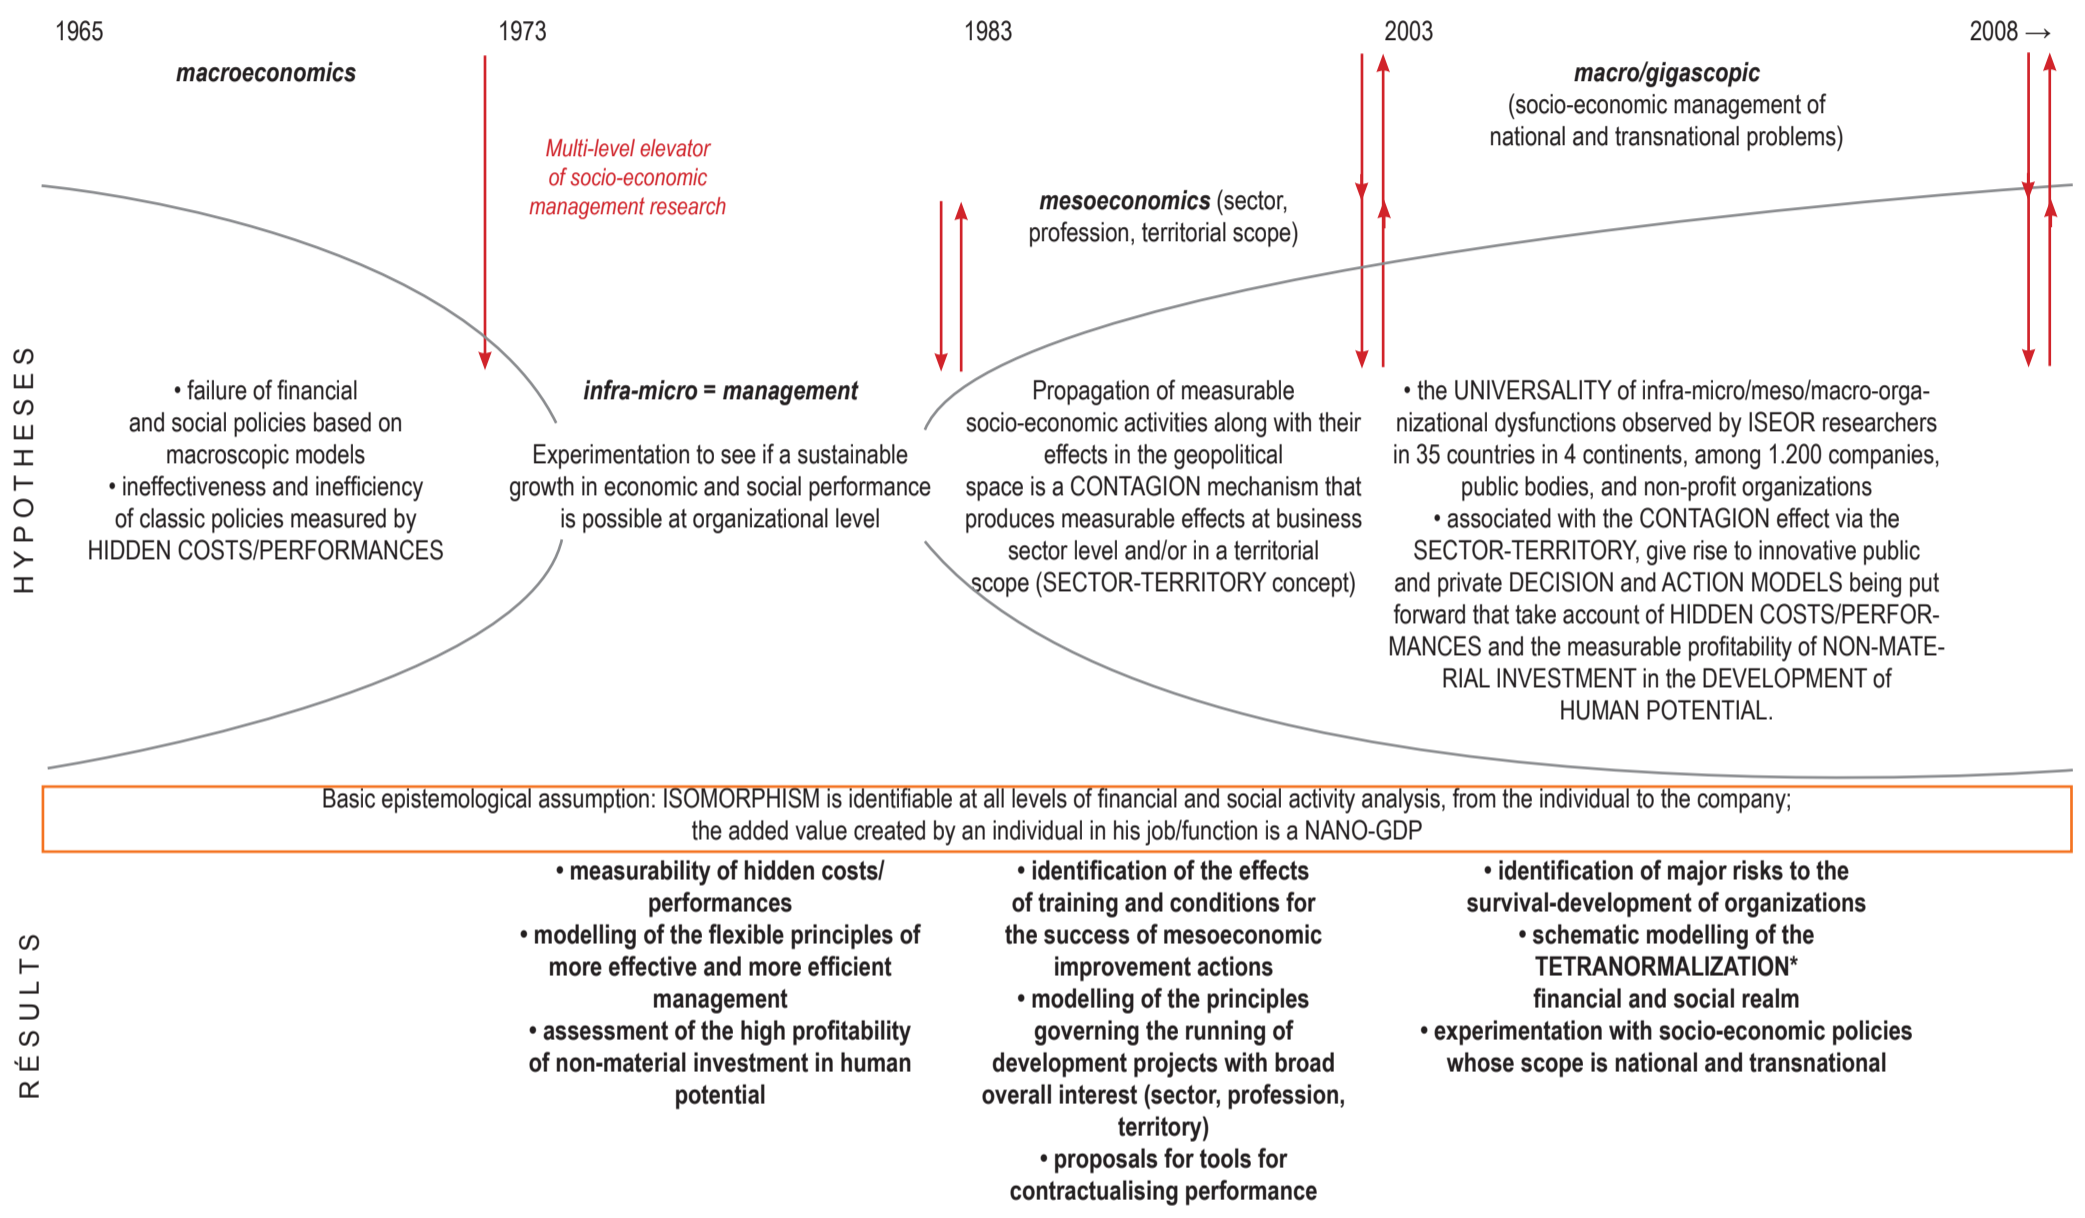 1965
1973
1983
2003
2008 →
macroeconomics
Multi-level elevator
of socio-economic
management research
mesoeconomics (sector,
profession, territorial scope)
macro/gigascopic
(socio-economic management of
national and transnational problems)
HYPOTHESES
• failure of financial
and social policies based on
macroscopic models
• ineffectiveness and inefficiency
of classic policies measured by
HIDDEN COSTS/PERFORMANCES
infra-micro = management
Experimentation to see if a sustainable
growth in economic and social performance
is possible at organizational level
Propagation of measurable
socio-economic activities along with their
effects in the geopolitical
space is a CONTAGION mechanism that
produces measurable effects at business
sector level and/or in a territorial
scope (SECTOR-TERRITORY concept)
• the UNIVERSALITY of infra-micro/meso/macro-orga-
nizational dysfunctions observed by ISEOR researchers
in 35 countries in 4 continents, among 1.200 companies,
public bodies, and non-profit organizations
• associated with the CONTAGION effect via the
SECTOR-TERRITORY, give rise to innovative public
and private DECISION and ACTION MODELS being put
forward that take account of HIDDEN COSTS/PERFOR-
MANCES and the measurable profitability of NON-MATE-
RIAL INVESTMENT in the DEVELOPMENT of
HUMAN POTENTIAL.
Basic epistemological assumption: ISOMORPHISM is identifiable at all levels of financial and social activity analysis, from the individual to the company;
the added value created by an individual in his job/function is a NANO-GDP
RÉSULTS
• measurability of hidden costs/
performances
• modelling of the flexible principles of
more effective and more efficient
management
• assessment of the high profitability
of non-material investment in human
potential
• identification of the effects
of training and conditions for
the success of mesoeconomic
improvement actions
• modelling of the principles
governing the running of
development projects with broad
overall interest (sector, profession,
territory)
• proposals for tools for
contractualising performance
• identification of major risks to the
survival-development of organizations
• schematic modelling of the
TETRANORMALIZATION*
financial and social realm
• experimentation with socio-economic policies
whose scope is national and transnational